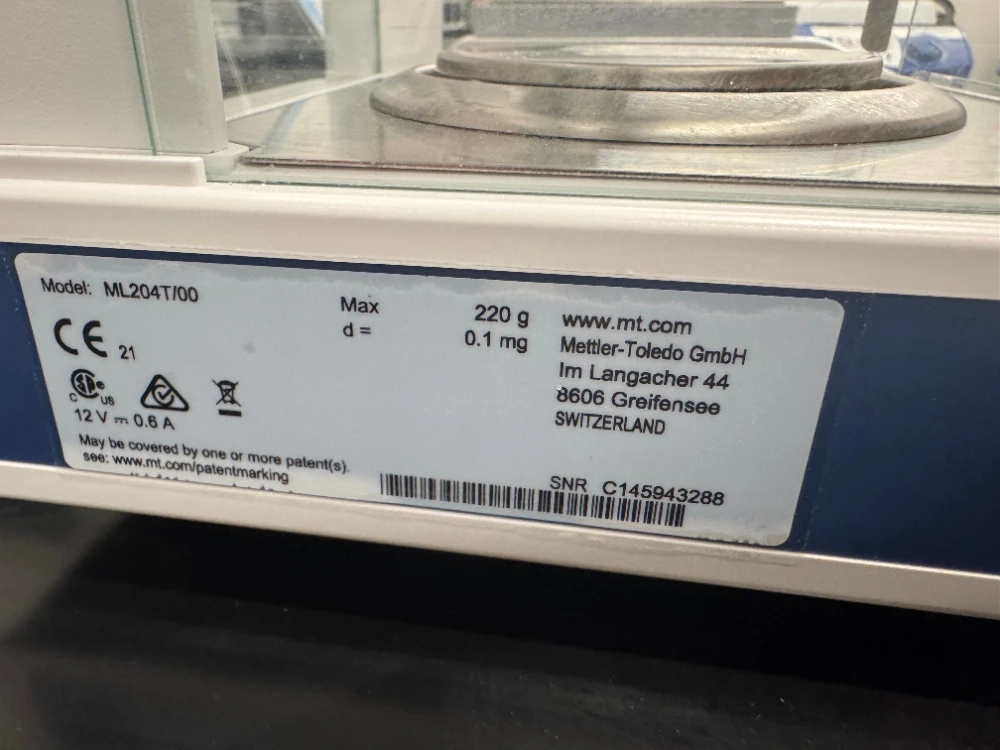 Model: ML204T/00
Max 220 g
d = 0.1 mg
CE 21
C US
12 V 0.6 A
May be covered by one or more patent(s).
see: www.mt.com/patentmarking
www.mt.com
Mettler-Toledo GmbH
Im Langacher 44
8606 Greifensee
SWITZERLAND
SNR C145943288